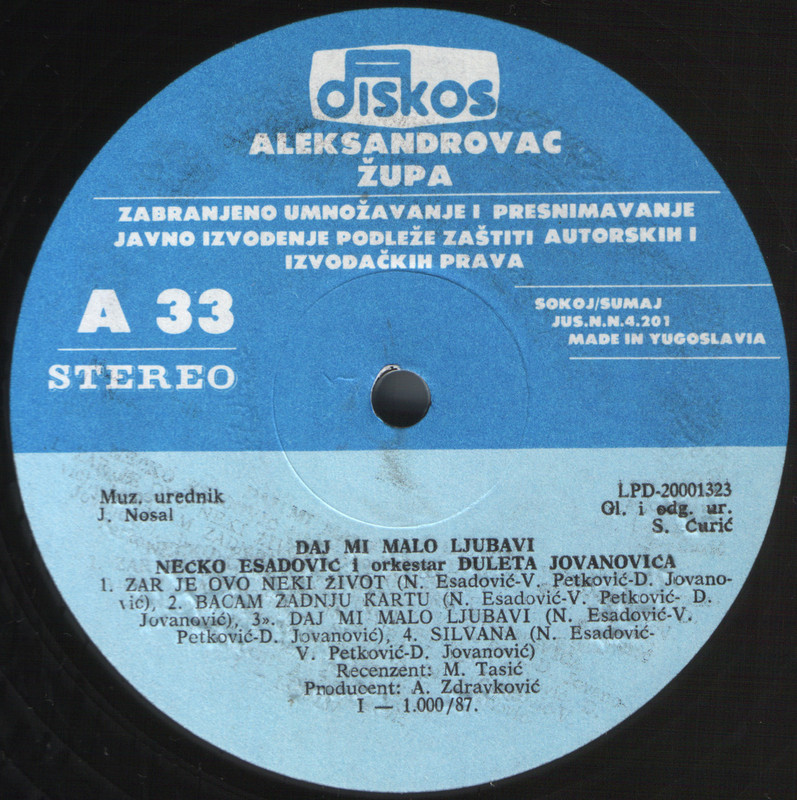 diskos
ALEKSANDROVAC
ŽUPA
ZABRANJENO UMNOŽAVANJE I PRESNIMAVANJE
JAVNO IZVOĐENJE PODLEŽE ZAŠTITI AUTORSKIH I
IZVOĐAČKIH PRAVA
A 33
STEREO
SOKOJ/SUMAJ
JUS.N.N.4.201
MADE IN YUGOSLAVIA
Muz. urednik
J. Nosal
LPD-20001323
Gl. i odg. ur.
S. Ćurić
DAJ MI MALO LJUBAVI
NEĆKO ESADOVIĆ i orkestar DULETA JOVANOVIĆA
1. ZAR JE OVO NEKI ŽIVOT (N. Esadović-V. Petković-D. Jovano-
vić), 2. BACAM ZADNJU KARTU (N. Esadović-V. Petković- D.
Jovanović), 3». DAJ MI MALO LJUBAVI (N. Esadović-V.
Petković-D. Jovanović), 4. SILVANA (N. Esadović-
V. Petković-D. Jovanović)
Recenzent: M. Tasić
Producent: A. Zdravković
I — 1.000/87.